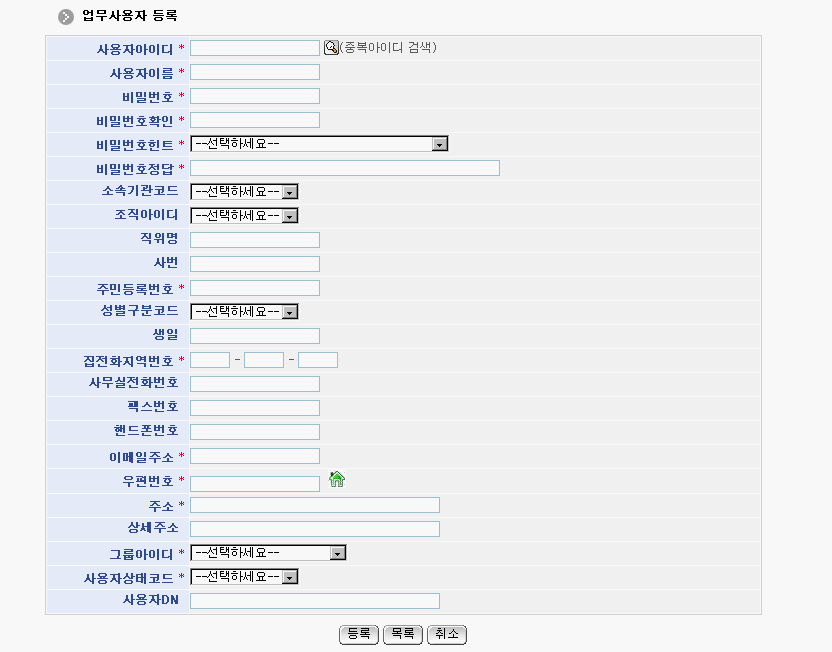 업무사용자 등록
사용자아이디 * (중복아이디 검색)
사용자이름 *
비밀번호 *
비밀번호확인 *
비밀번호힌트 * --선택하세요--
비밀번호정답 *
소속기관코드 --선택하세요--
조직아이디 --선택하세요--
직위명
사번
주민등록번호 *
성별구분코드 --선택하세요--
생일
집전화지역번호 * - -
사무실전화번호
팩스번호
핸드폰번호
이메일주소 *
우편번호 *
주소 *
상세주소
그룹아이디 * --선택하세요--
사용자상태코드 * --선택하세요--
사용자DN
등록 목록 취소